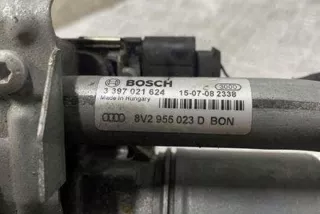 BOSCH
3 397 021 624 15-07-08 2338
Made in Hungary
8V2 955 023 D BON